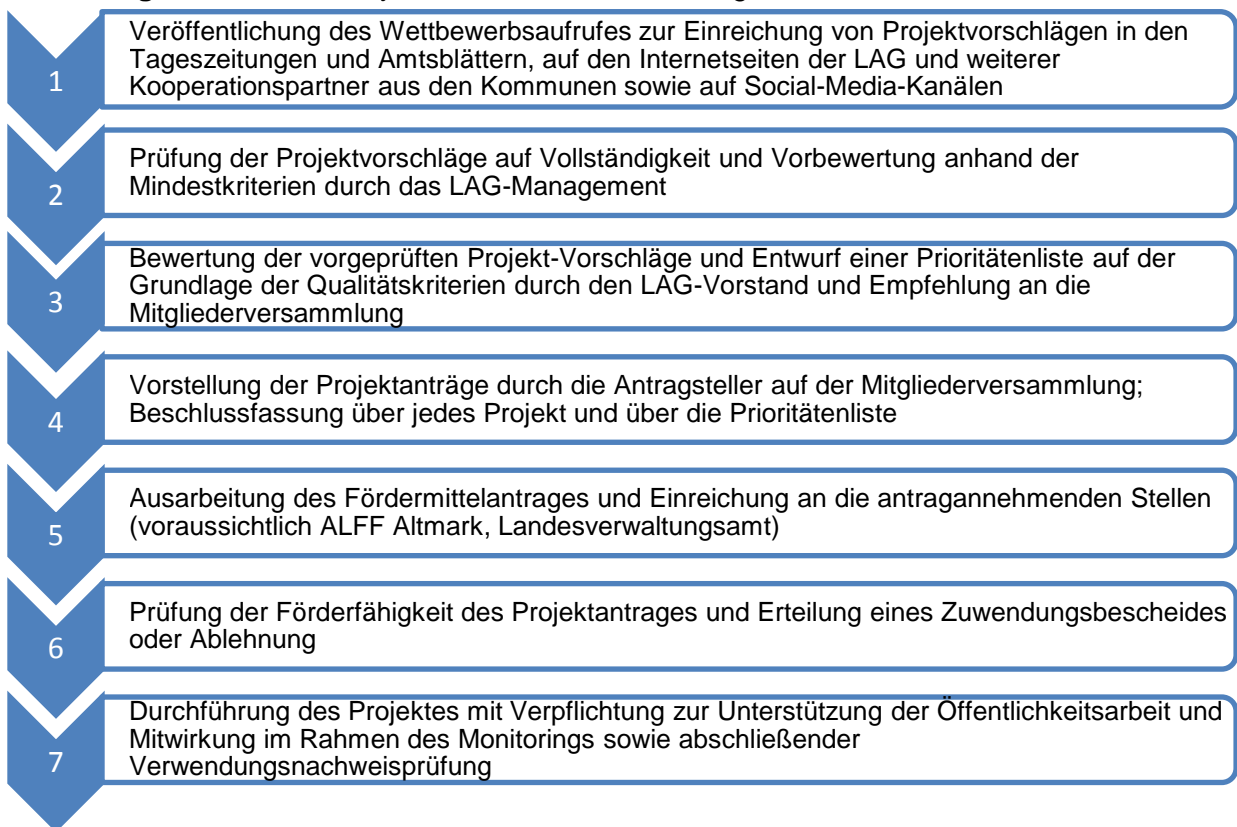 1
Veröffentlichung des Wettbewerbsaufrufes zur Einreichung von Projektvorschlägen in den
Tageszeitungen und Amtsblättern, auf den Internetseiten der LAG und weiterer
Kooperationspartner aus den Kommunen sowie auf Social-Media-Kanälen
2
Prüfung der Projektvorschläge auf Vollständigkeit und Vorbewertung anhand der
Mindestkriterien durch das LAG-Management
3
Bewertung der vorgeprüften Projekt-Vorschläge und Entwurf einer Prioritätenliste auf der
Grundlage der Qualitätskriterien durch den LAG-Vorstand und Empfehlung an die
Mitgliederversammlung
4
Vorstellung der Projektanträge durch die Antragsteller auf der Mitgliederversammlung;
Beschlussfassung über jedes Projekt und über die Prioritätenliste
5
Ausarbeitung des Fördermittelantrages und Einreichung an die antragannehmenden Stellen
(voraussichtlich ALFF Altmark, Landesverwaltungsamt)
6
Prüfung der Förderfähigkeit des Projektantrages und Erteilung eines Zuwendungsbescheides
oder Ablehnung
7
Durchführung des Projektes mit Verpflichtung zur Unterstützung der Öffentlichkeitsarbeit und
Mitwirkung im Rahmen des Monitorings sowie abschließender
Verwendungsnachweisprüfung